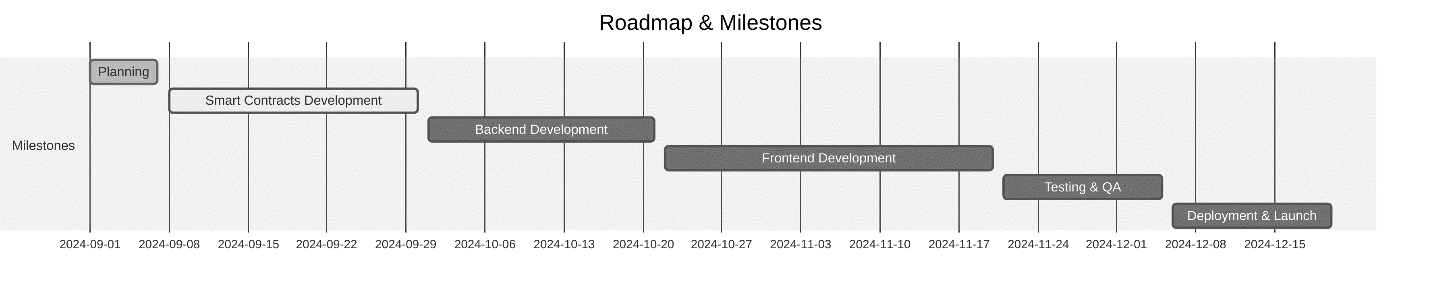 Roadmap & Milestones
Planning
Smart Contracts Development
Backend Development
Milestones
Frontend Development
Testing & QA
Deployment & Launch
2024-09-01 2024-09-08 2024-09-15 2024-09-22 2024-09-29 2024-10-06 2024-10-13 2024-10-20 2024-10-27 2024-11-03 2024-11-10 2024-11-17 2024-11-24 2024-12-01 2024-12-08 2024-12-15